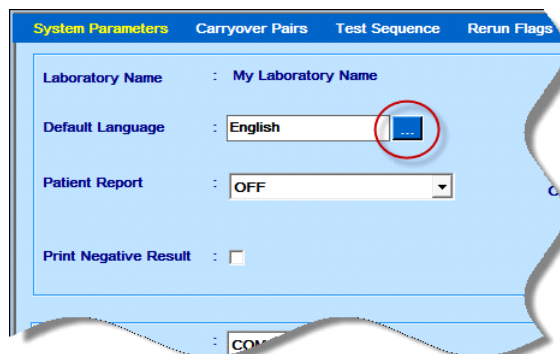 System Parameters Carryover Pairs Test Sequence Rerun Flags
Laboratory Name : My Laboratory Name
Default Language : English ...
Patient Report : OFF
Print Negative Result :
: